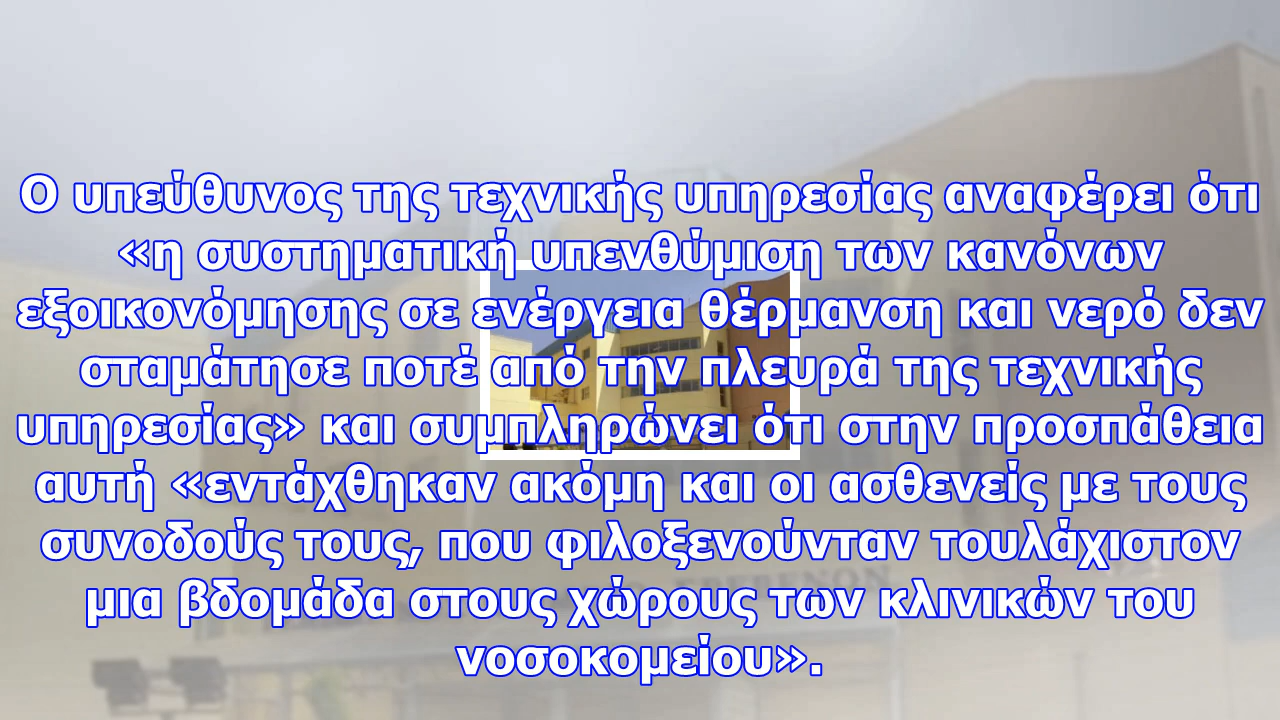 Ο υπεύθυνος της τεχνικής υπηρεσίας αναφέρει ότι
«η συστηματική υπενθύμιση των κανόνων
εξοικονόμησης σε ενέργεια θέρμανση και νερό δεν
σταμάτησε ποτέ από την πλευρά της τεχνικής
υπηρεσίας» και συμπληρώνει ότι στην προσπάθεια
αυτή «εντάχθηκαν ακόμη και οι ασθενείς με τους
συνοδούς τους, που φιλοξενούνταν τουλάχιστον
μια βδομάδα στους χώρους των κλινικών του
νοσοκομείου».